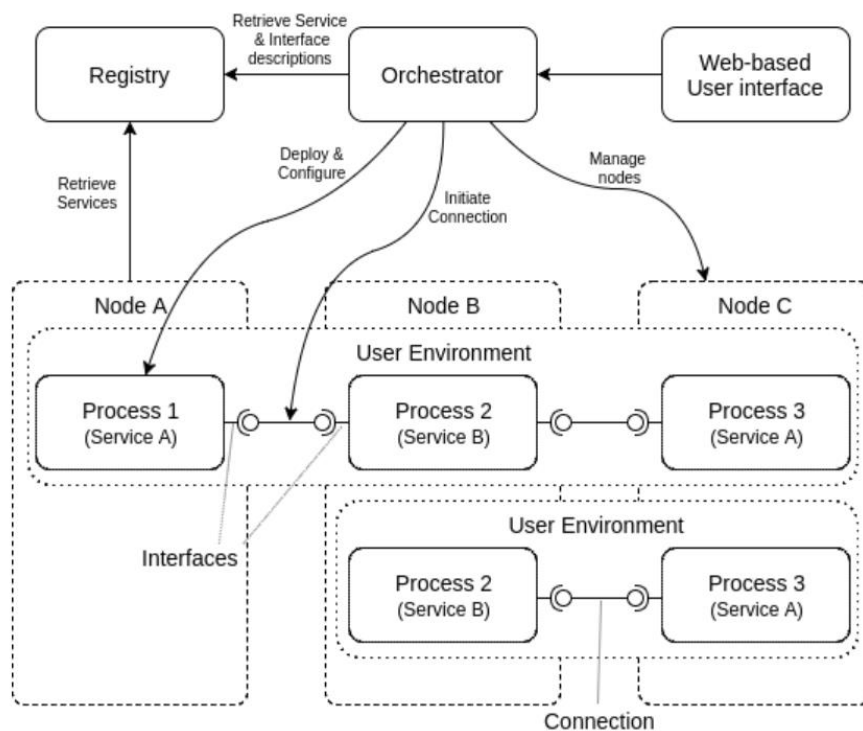 Retrieve Service
& Interface
descriptions
Registry
Orchestrator
Web-based
User interface
Deploy &
Configure
Manage
nodes
Retrieve
Services
Initiate
Connection
Node A
Node B
Node C
User Environment
Process 1
(Service A)
Process 2
(Service B)
Process 3
(Service A)
User Environment
Interfaces
Process 2
(Service B)
Process 3
(Service A)
Connection